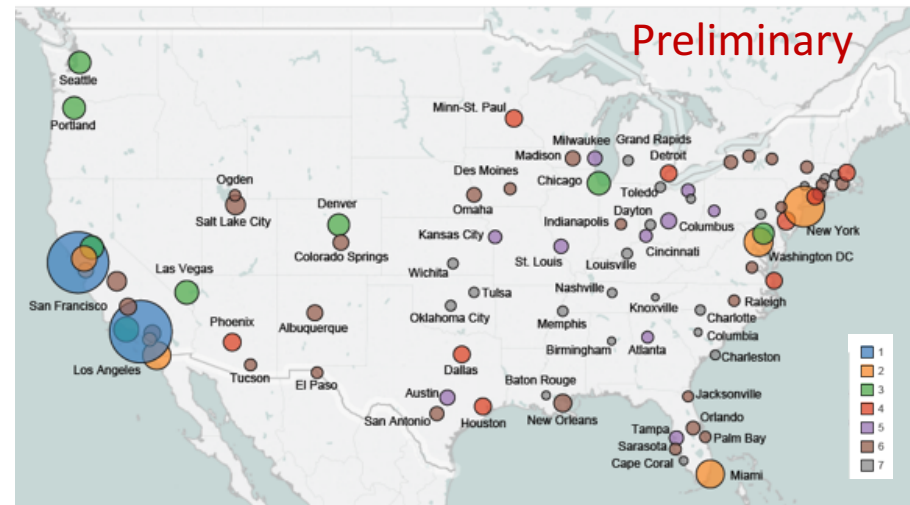 Preliminary
Seattle
Portland
Minn-St. Paul
Milwaukee
Grand Rapids
Madison
Detroit
Des Moines
Chicago
Toledo
Ogden
Omaha
Salt Lake City
Denver
Indianapolis
Dayton
Columbus
New York
Kansas City
Colorado Springs
St. Louis
Cincinnati
Washington DC
Las Vegas
Wichita
Louisville
San Francisco
Tulsa
Nashville
Knoxville
Raleigh
Phoenix
Albuquerque
Oklahoma City
Memphis
Charlotte
Columbia
Birmingham
Atlanta
Charleston
Los Angeles
Tucson
El Paso
Dallas
Baton Rouge
Austin
Jacksonville
San Antonio
Houston
New Orleans
Orlando
Tampa
Palm Bay
Sarasota
Cape Coral
Miami
1
2
3
4
5
6
7